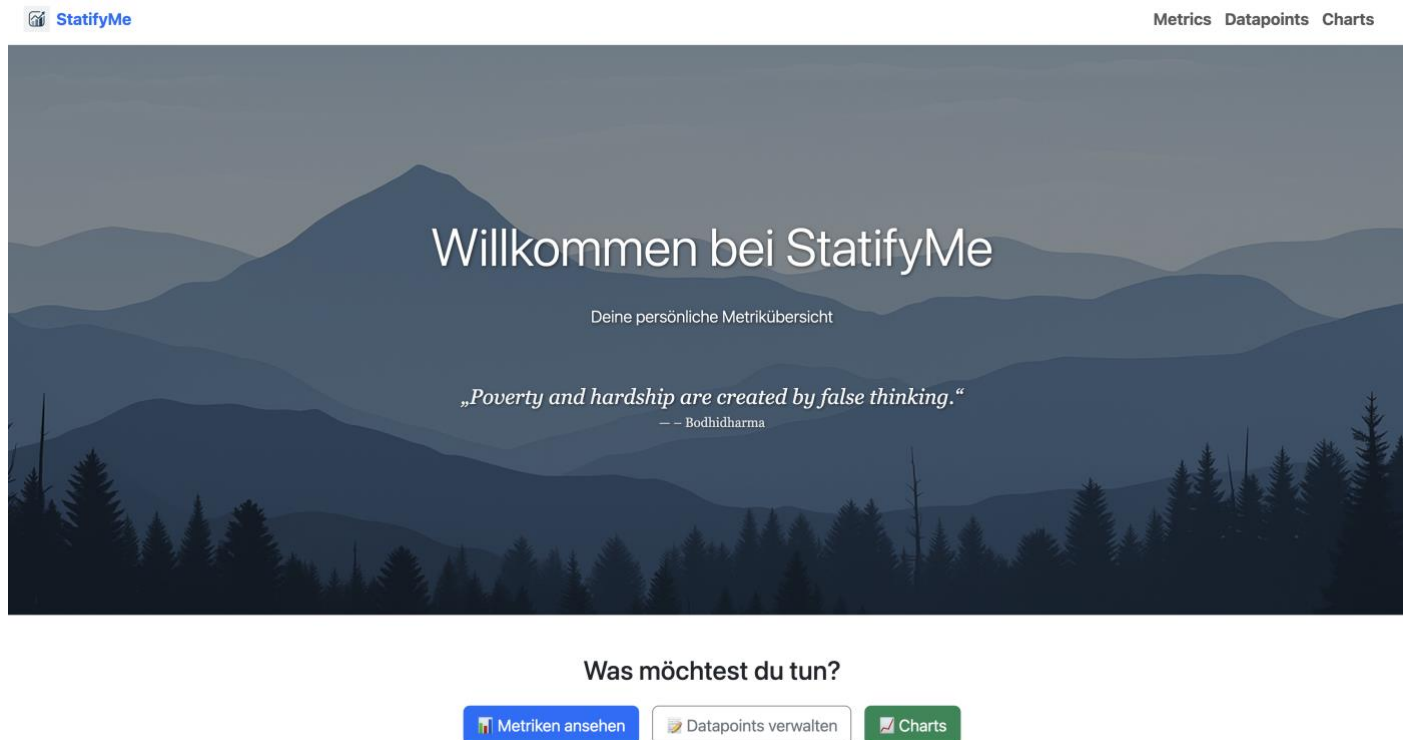 StatifyMe
Metrics Datapoints Charts
Willkommen bei StatifyMe
Deine persönliche Metrikübersicht
„Poverty and hardship are created by false thinking.“
— – Bodhidharma
Was möchtest du tun?
Metriken ansehen
Datapoints verwalten
Charts